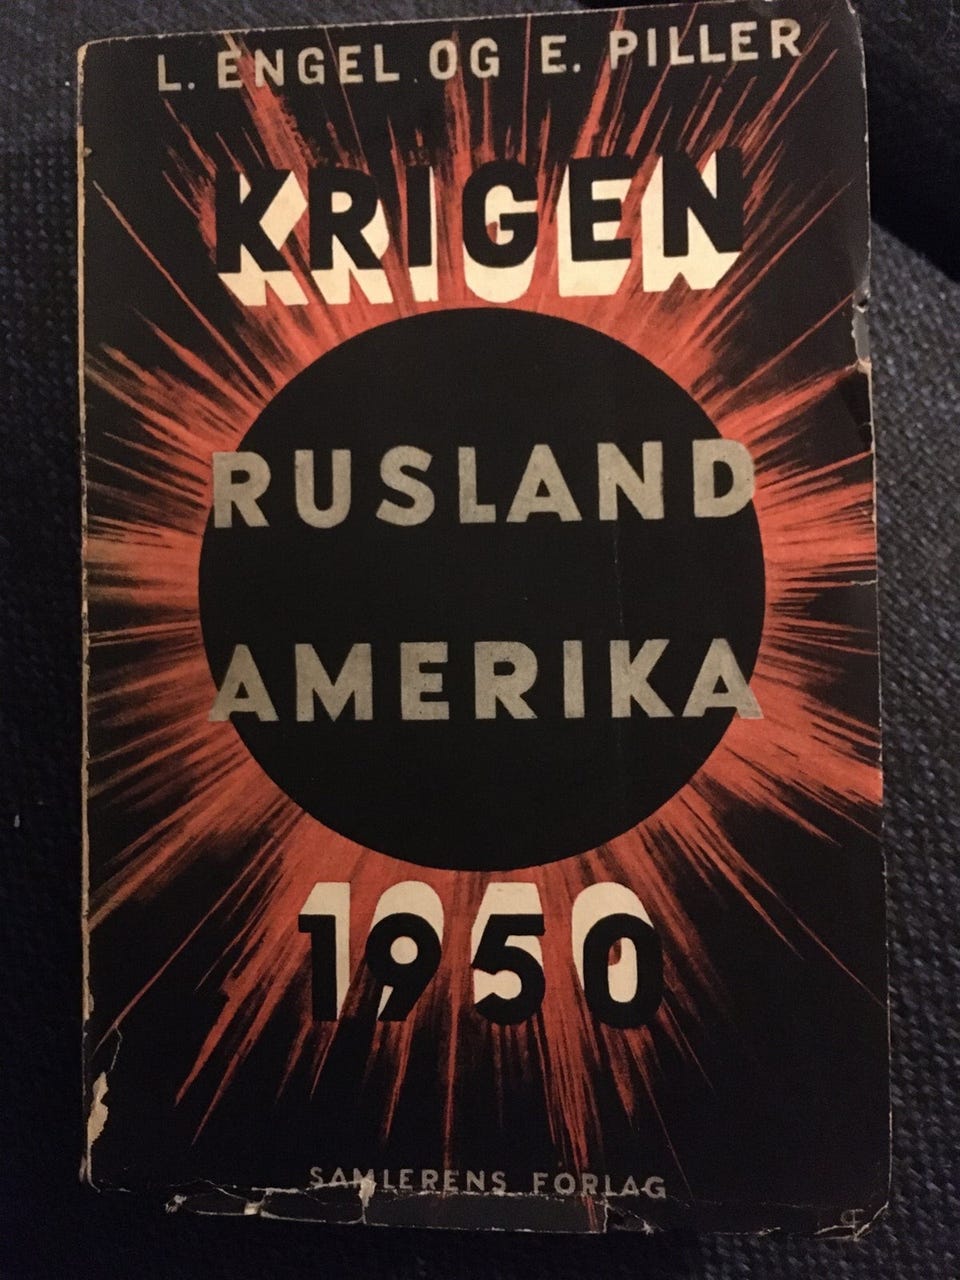 L. ENGEL OG E. PILLER
KRIGEN
RUSLAND
AMERIKA
1950
SAMLERENS FORLAG